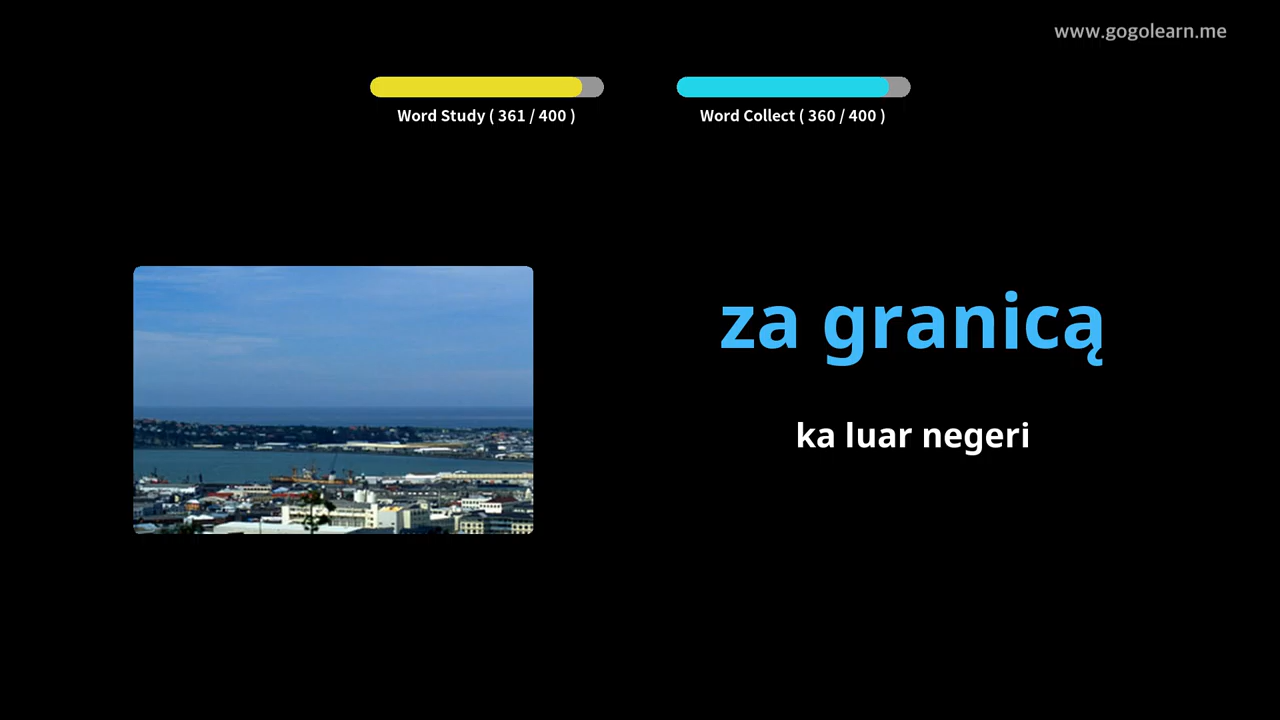 www.gogolearn.me
Word Study ( 361 / 400 )
Word Collect ( 360 / 400 )
za granicą
ka luar negeri